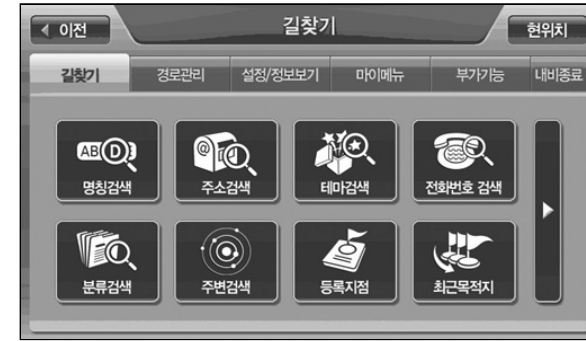 이전 길찾기 현위치
길찾기 경로관리 설정/정보보기 마이메뉴 부가기능 내비종료
AB D
명칭검색 주소검색 테마검색 전화번호 검색
분류검색 주변검색 등록지점 최근목적지